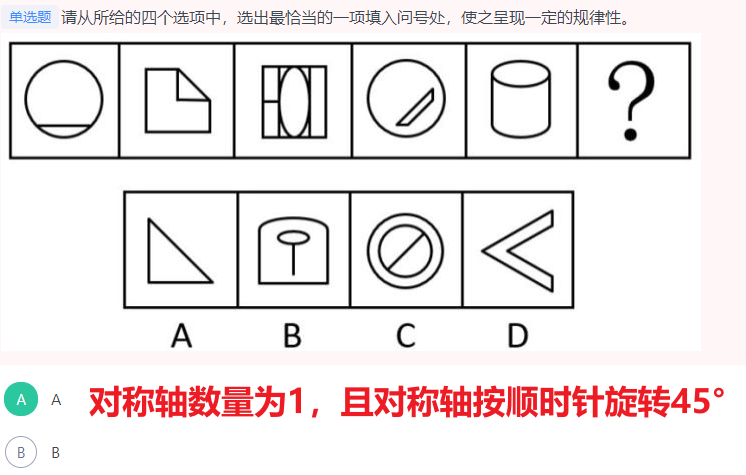 单选题 请从所给的四个选项中，选出最恰当的一项填入问号处，使之呈现一定的规律性。
?
A B C D
A A 对称轴数量为1，且对称轴按顺时针旋转45°
B B